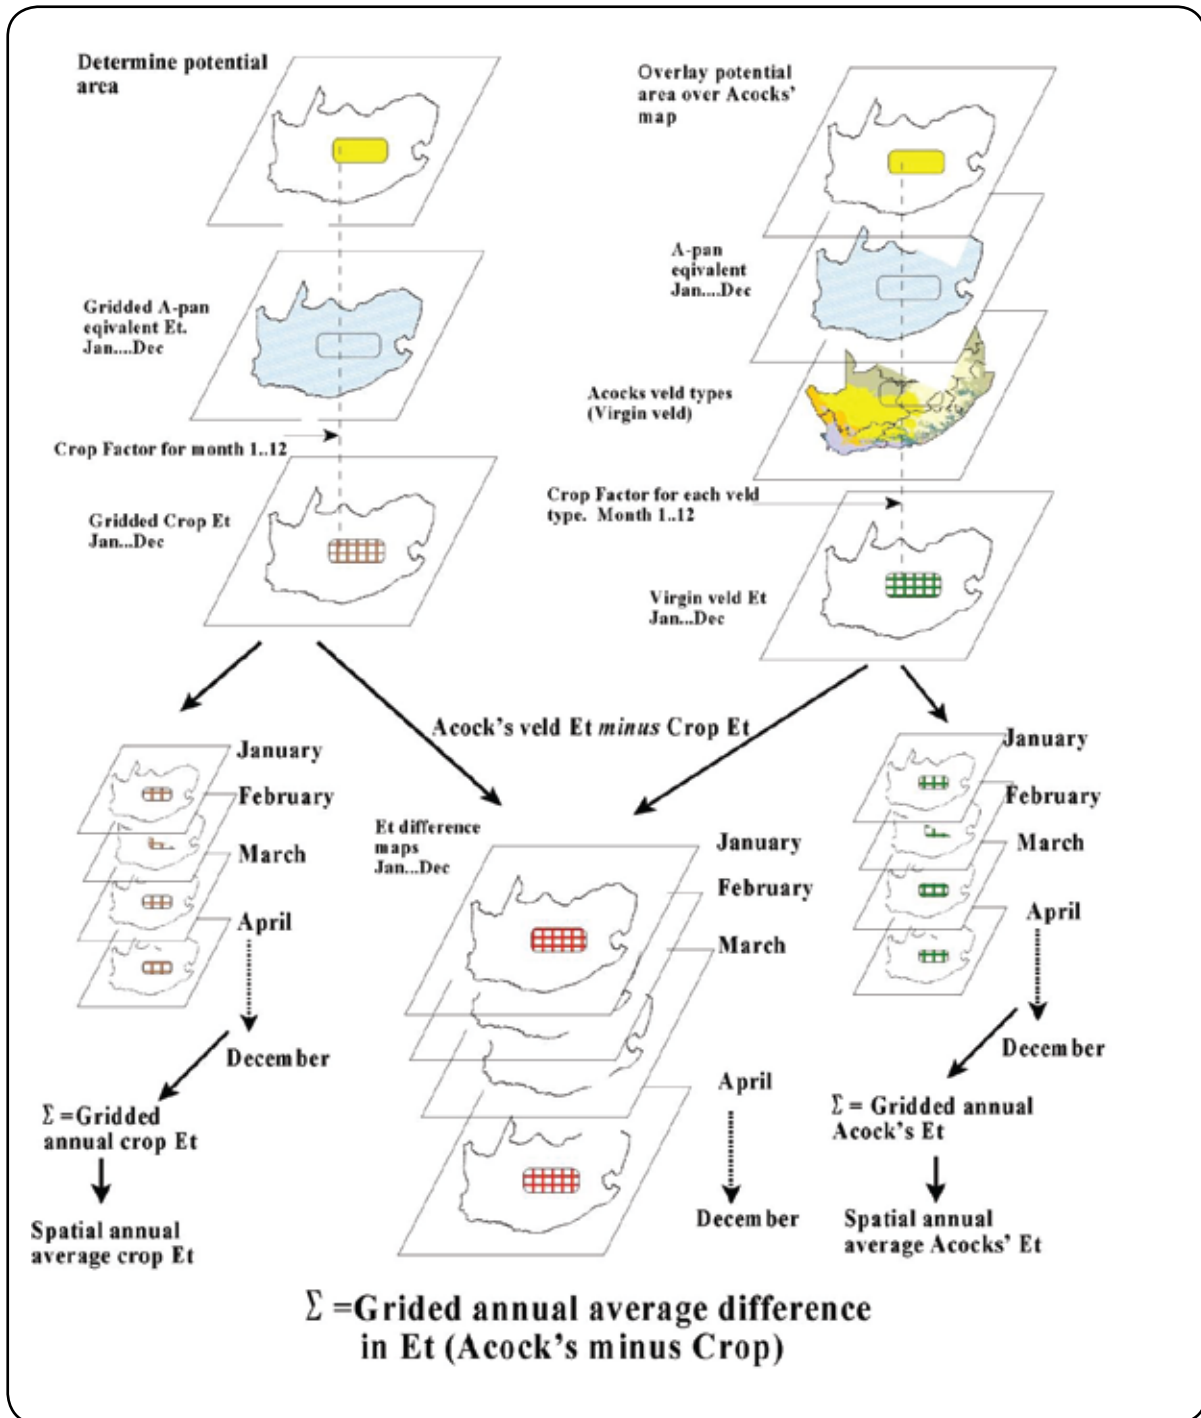 Determine potential
area
Overlay potential
area over Acocks'
map
Gridded A-pan
eqivalent Et.
Jan....Dec
A-pan
eqivalent
Jan....Dec
Acocks veld types
(Virgin veld)
Crop Factor for month 1..12
Crop Factor for each veld
type. Month 1..12
Gridded Crop Et
Jan...Dec
Virgin veld Et
Jan...Dec
Acock's veld Et minus Crop Et
January
February
March
April
December
Σ =Gridded
annual crop Et
Spatial annual
average crop Et
Et difference
maps
Jan...Dec
January
February
March
April
December
January
February
March
April
December
Σ = Gridded annual
Acock's Et
Spatial annual
average Acocks' Et
Σ =Grided annual average difference
in Et (Acock's minus Crop)